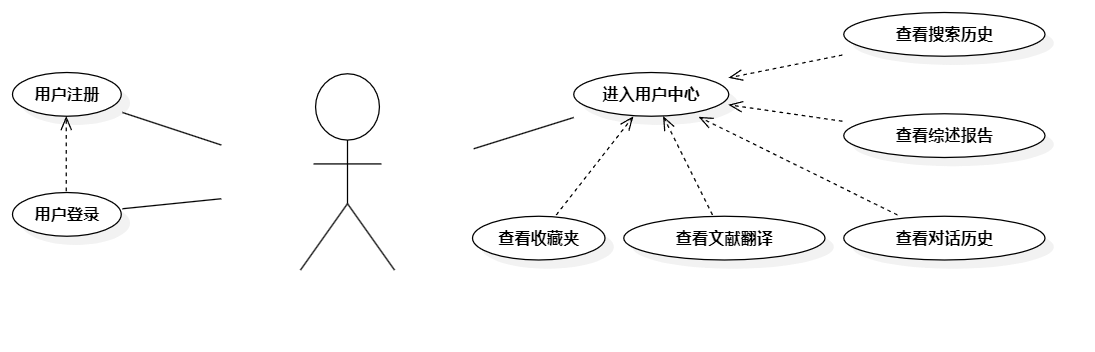 查看搜索历史
用户注册
进入用户中心
查看综述报告
用户登录
查看收藏夹
查看文献翻译
查看对话历史